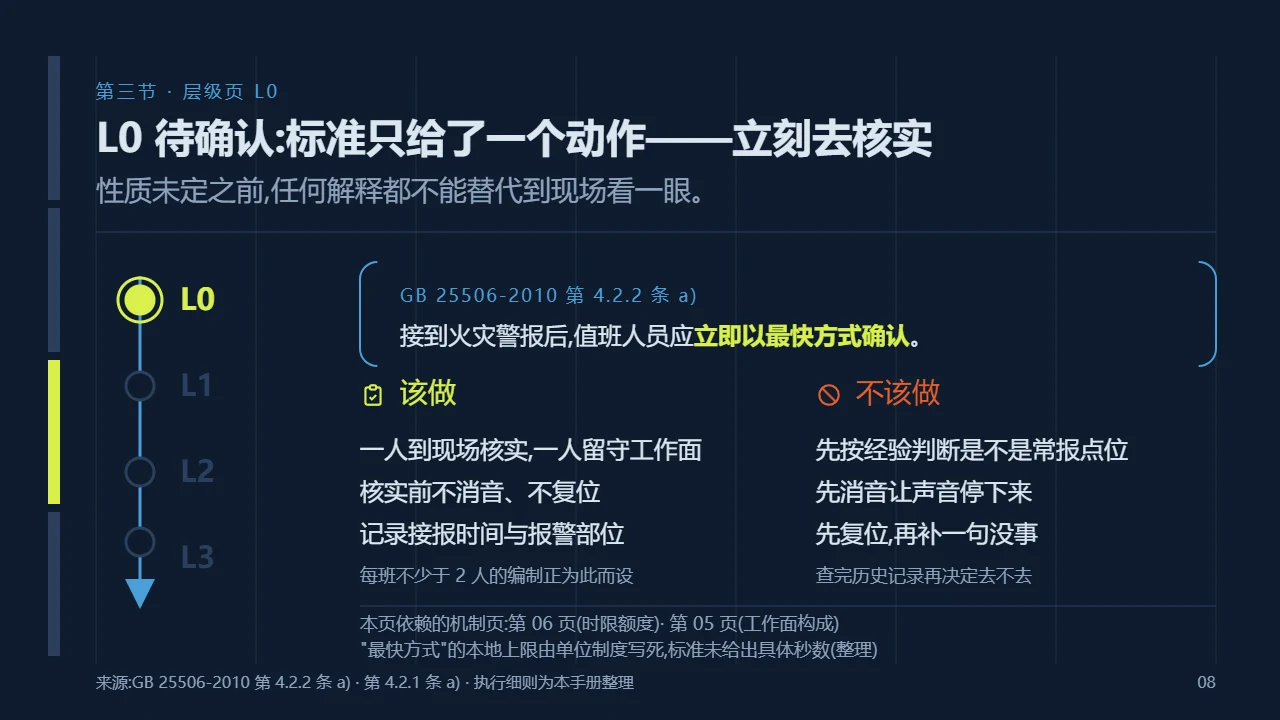 第三节 · 层级页 L0
L0 待确认:标准只给了一个动作——立刻去核实
性质未定之前,任何解释都不能替代到现场看一眼。
L0
L1
L2
L3
GB 25506-2010 第 4.2.2 条 a)
接到火灾警报后,值班人员应立即以最快方式确认。
该做
一人到现场核实,一人留守工作面
核实前不消音、不复位
记录接报时间与报警部位
每班不少于 2 人的编制正为此而设
不该做
先按经验判断是不是常报点位
先消音让声音停下来
先复位,再补一句没事
查完历史记录再决定去不去
本页依赖的机制页:第 06 页(时限额度)· 第 05 页(工作面构成)
"最快方式"的本地上限由单位制度写死,标准未给出具体秒数(整理)
来源:GB 25506-2010 第 4.2.2 条 a) · 第 4.2.1 条 a) · 执行细则为本手册整理
08